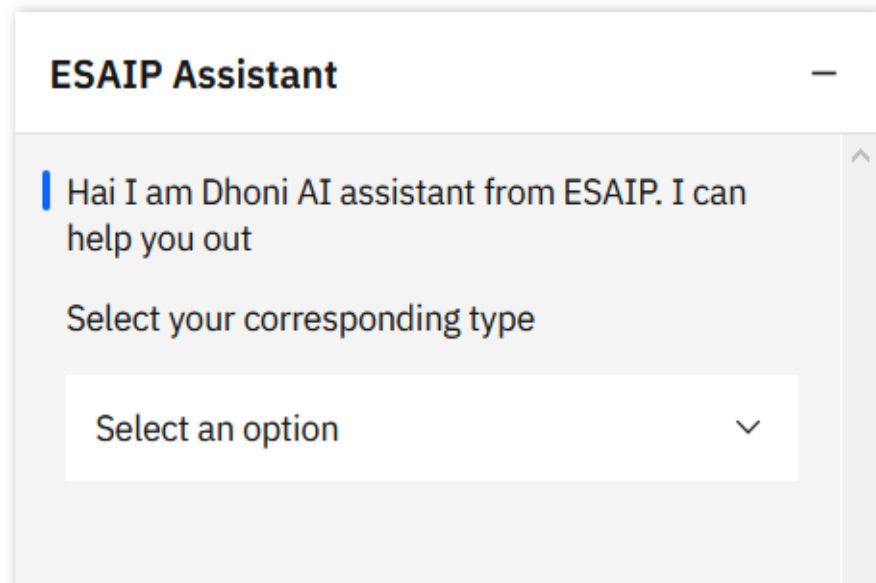 ESAIP Assistant
Hai I am Dhoni AI assistant from ESAIP. I can
help you out
Select your corresponding type
Select an option